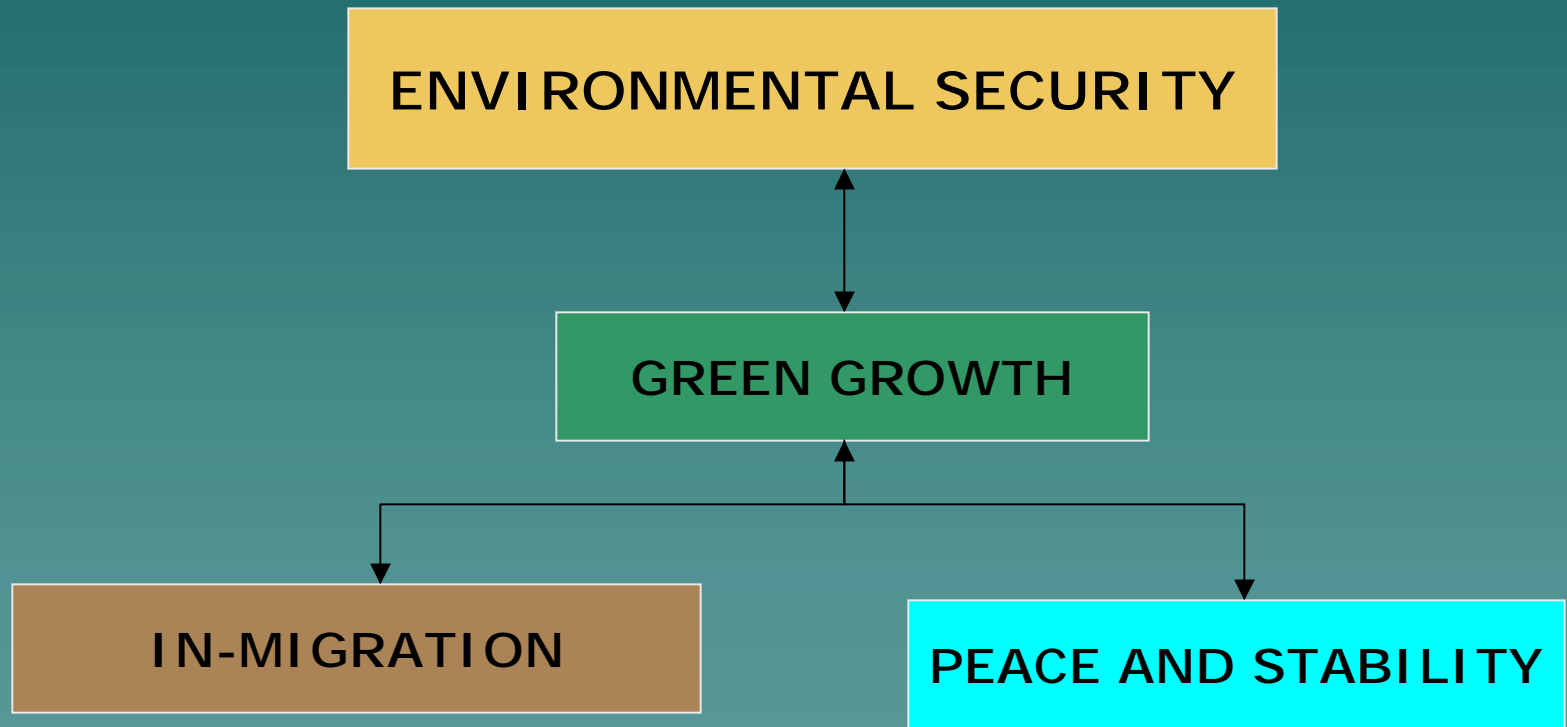 ENVIRONMENTAL SECURITY
GREEN GROWTH
IN-MIGRATION
PEACE AND STABILITY